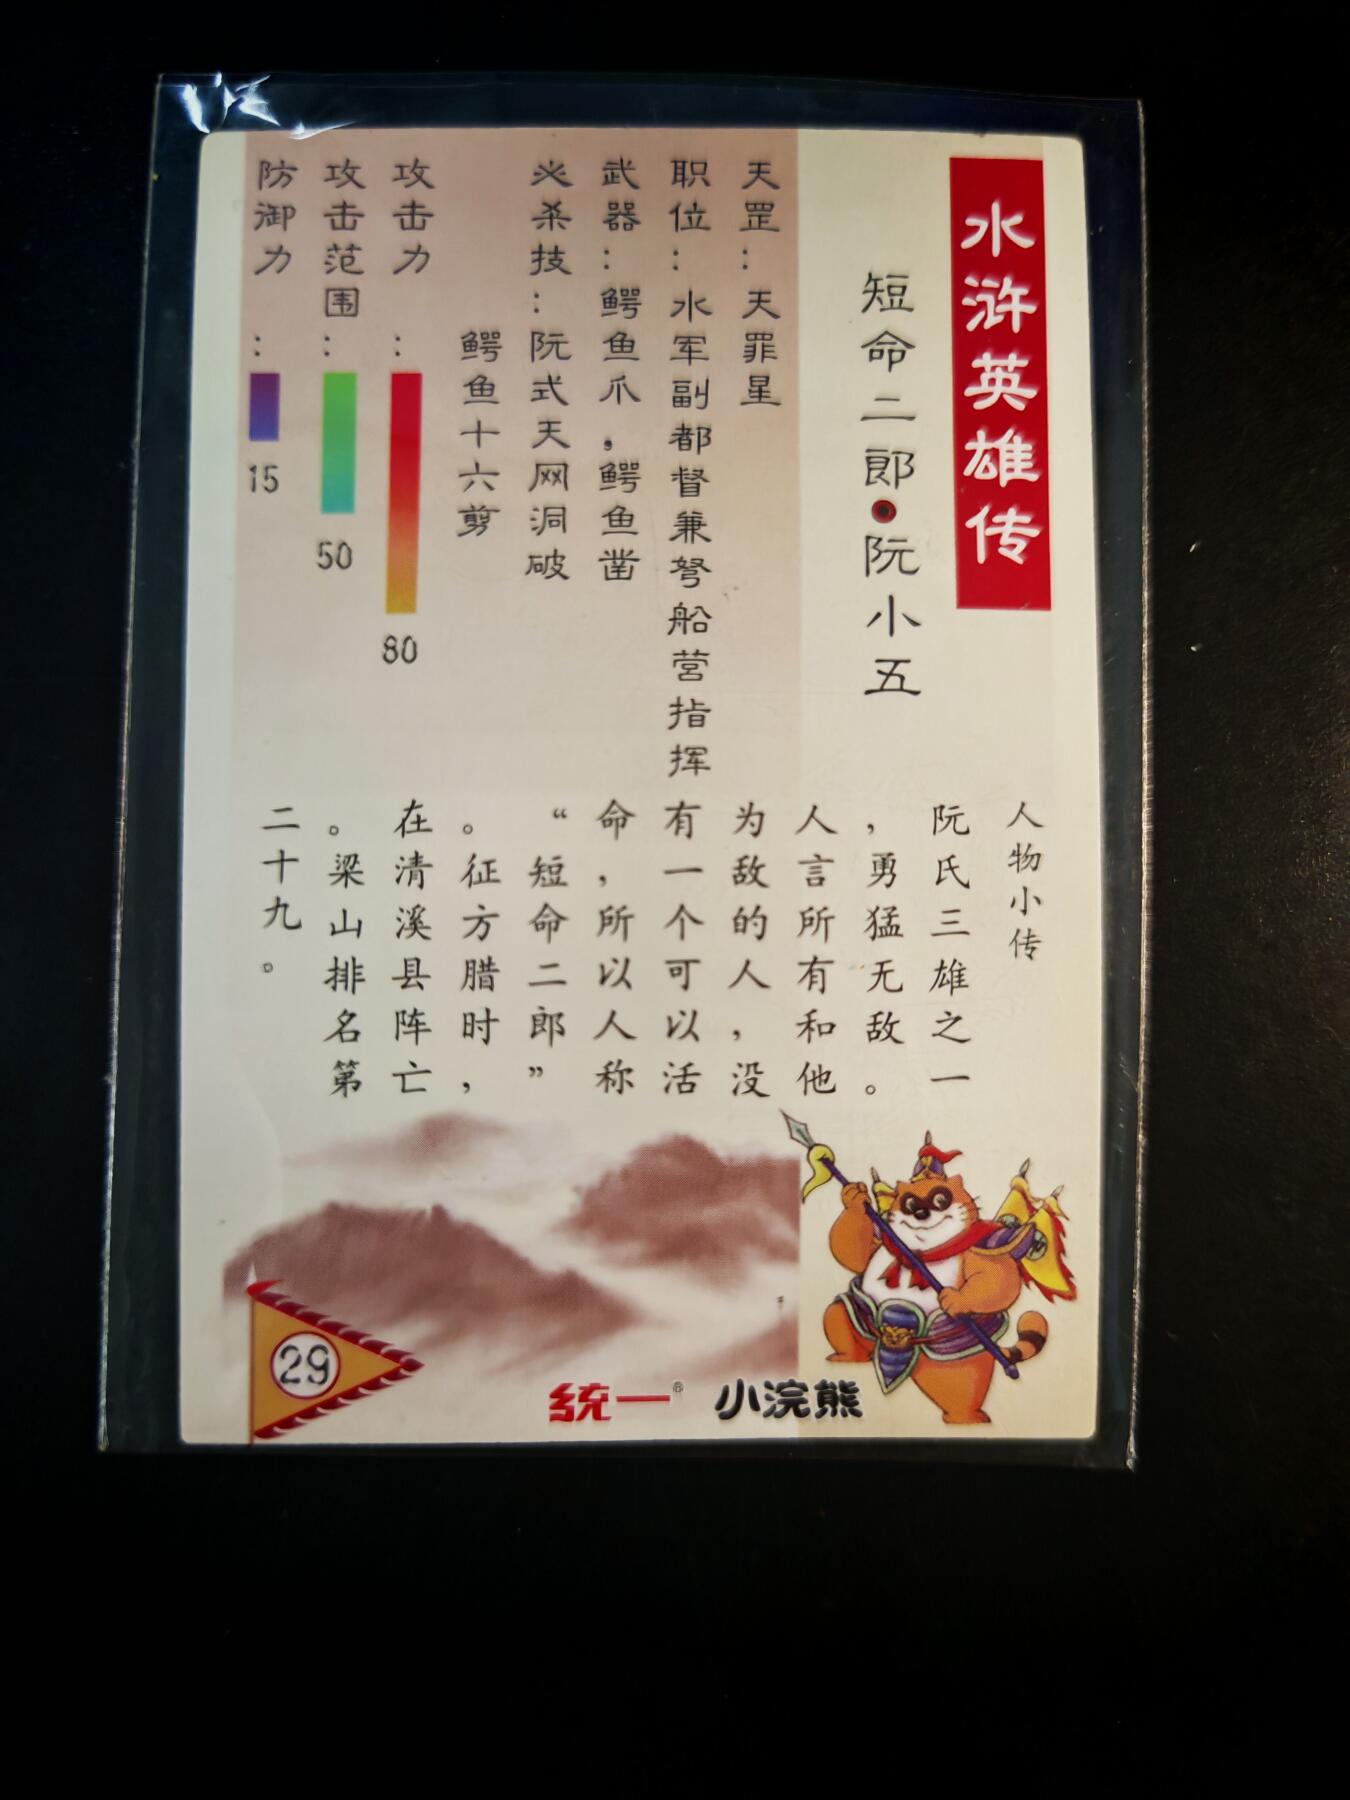 水浒英雄传
短命二郎•阮小五
天罡：天罪星
职位：水军副都督兼弩船营指挥
武器：鳄鱼爪，鳄鱼凿
必杀技：阮式天网洞破
鳄鱼十六剪
攻击力：80
攻击范围：50
防御力：15
人物小传
阮氏三雄之一
，勇猛无敌。
人言所有和他
为敌的人，没
有一个可以活
命，所以人称
“短命二郎”
。征方腊时，
在清溪县阵亡
。梁山排名第
二十九。
29
統一® 小浣熊